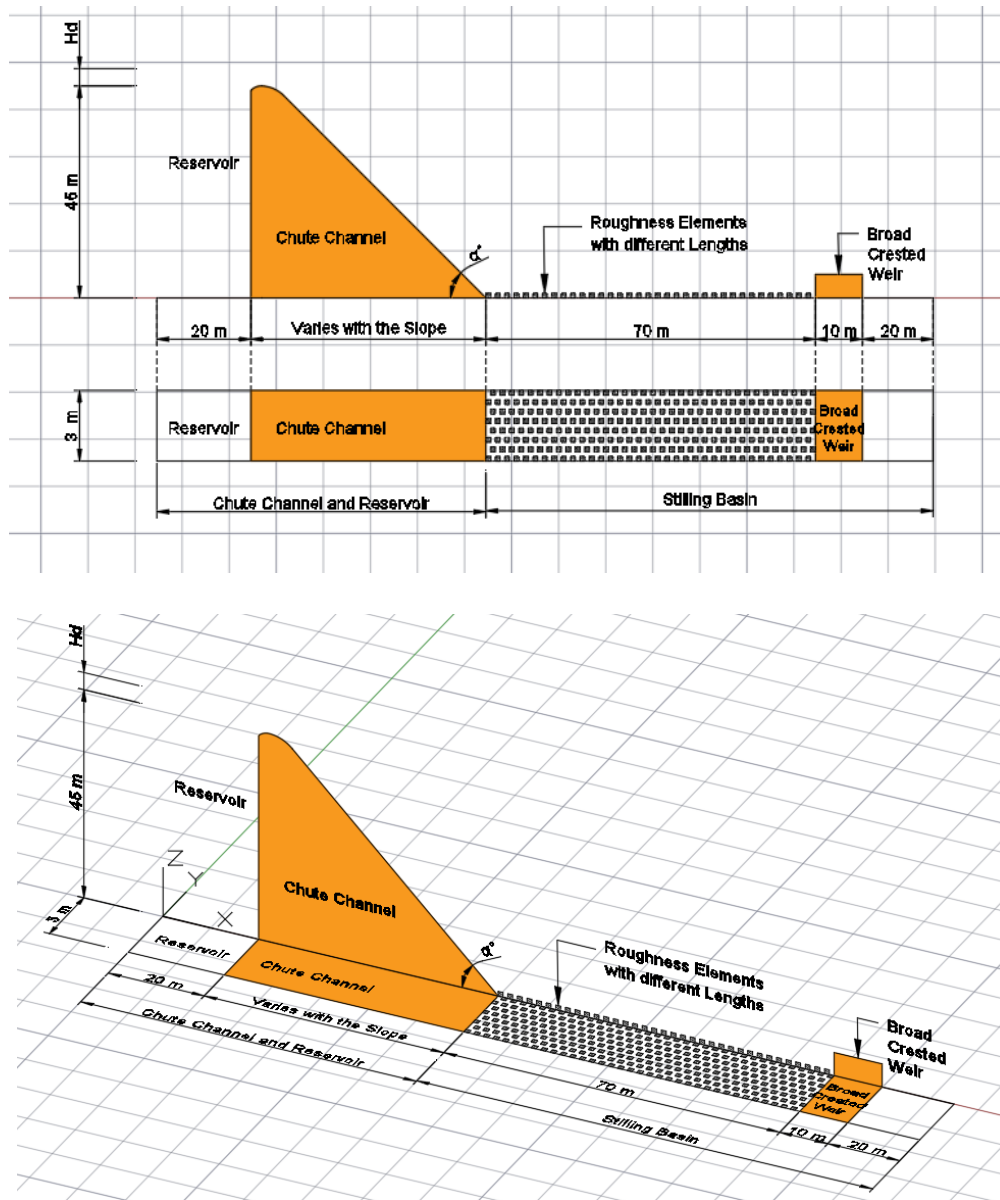 Hd
45 m
Reservoir
Chute Channel
α°
Roughness Elements
with different Lengths
Broad
Crested
Weir
20 m
Varies with the Slope
70 m
10 m
20 m
3 m
Reservoir
Chute Channel
Broad
Crested
Weir
Chute Channel and Reservoir
Stilling Basin
Hd
45 m
Reservoir
Z
Y
X
3 m
Chute Channel
α°
Roughness Elements
with different Lengths
Broad
Crested
Weir
Reservoir
Chute Channel
20 m
Varies with the Slope
Chute Channel and Reservoir
70 m
Broad
Crested
Weir
10 m
20 m
Stilling Basin